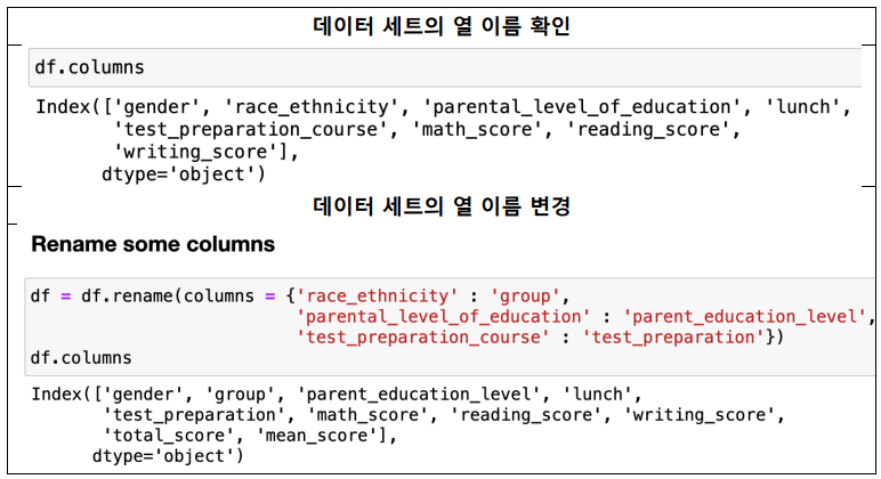 데이터 세트의 열 이름 확인
df.columns
Index(['gender', 'race_ethnicity', 'parental_level_of_education', 'lunch',
'test_preparation_course', 'math_score', 'reading_score',
'writing_score'],
dtype='object')
데이터 세트의 열 이름 변경
Rename some columns
df = df.rename(columns = {'race_ethnicity' : 'group',
'parental_level_of_education' : 'parent_education_level',
'test_preparation_course' : 'test_preparation'})
df.columns
Index(['gender', 'group', 'parent_education_level', 'lunch',
'test_preparation', 'math_score', 'reading_score', 'writing_score',
'total_score', 'mean_score'],
dtype='object')